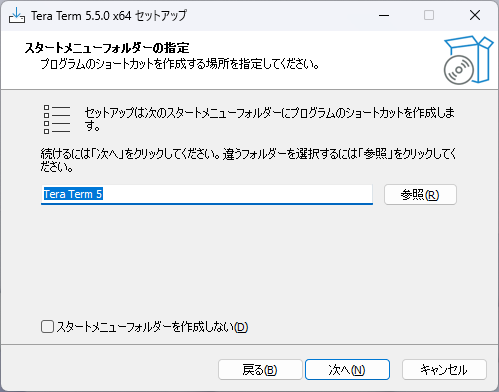 Tera Term 5.5.0 x64 セットアップ
スタートメニューフォルダーの指定
プログラムのショートカットを作成する場所を指定してください。
セットアップは次のスタートメニューフォルダーにプログラムのショートカットを作成しま
す。
続けるには「次へ」をクリックしてください。違うフォルダーを選択するには「参照」をクリックしてく
ださい。
Tera Term 5
参照(R)
スタートメニューフォルダーを作成しない(D)
戻る(B)
次へ(N)
キャンセル